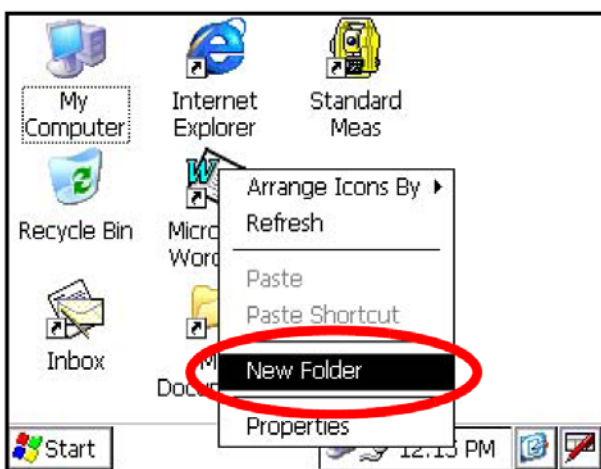 My
Computer
Internet
Explorer
Standard
Meas
Recycle Bin
Inbox
Arrange Icons By
Refresh
Paste
Paste Shortcut
New Folder
Properties
Start
12:15 PM